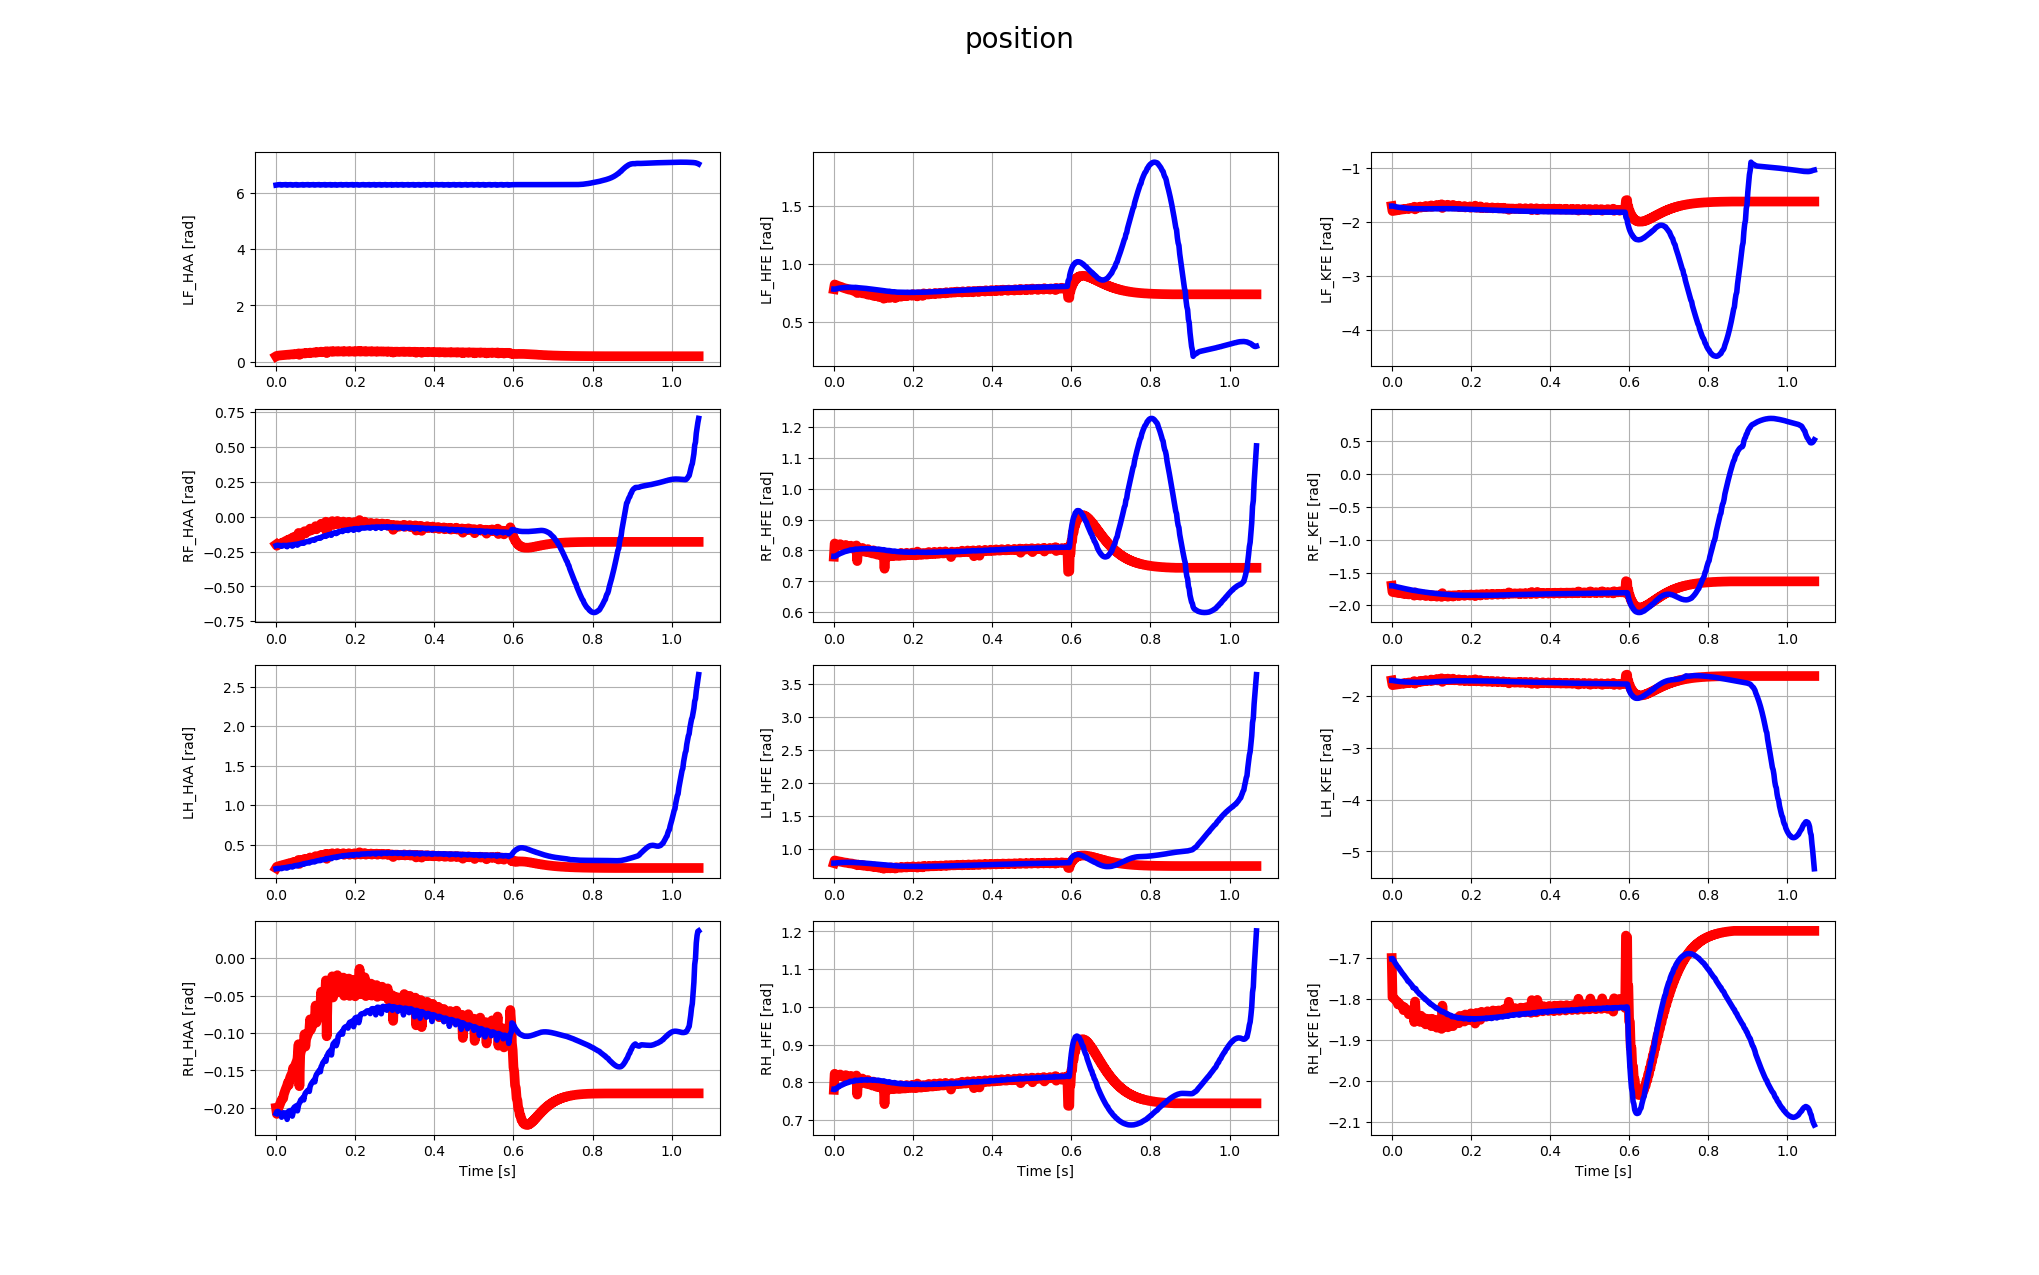 position
LF_HAA [rad]
6
4
2
0
0.0 0.2 0.4 0.6 0.8 1.0
LF_HFE [rad]
1.5
1.0
0.5
0.0 0.2 0.4 0.6 0.8 1.0
LF_KFE [rad]
−1
−2
−3
−4
0.0 0.2 0.4 0.6 0.8 1.0
RF_HAA [rad]
0.75
0.50
0.25
0.00
−0.25
−0.50
−0.75
0.0 0.2 0.4 0.6 0.8 1.0
RF_HFE [rad]
1.2
1.1
1.0
0.9
0.8
0.7
0.6
0.0 0.2 0.4 0.6 0.8 1.0
RF_KFE [rad]
0.5
0.0
−0.5
−1.0
−1.5
−2.0
0.0 0.2 0.4 0.6 0.8 1.0
LH_HAA [rad]
2.5
2.0
1.5
1.0
0.5
0.0 0.2 0.4 0.6 0.8 1.0
LH_HFE [rad]
3.5
3.0
2.5
2.0
1.5
1.0
0.0 0.2 0.4 0.6 0.8 1.0
LH_KFE [rad]
−2
−3
−4
−5
0.0 0.2 0.4 0.6 0.8 1.0
RH_HAA [rad]
0.00
−0.05
−0.10
−0.15
−0.20
0.0 0.2 0.4 0.6 0.8 1.0
Time [s]
RH_HFE [rad]
1.2
1.1
1.0
0.9
0.8
0.7
0.0 0.2 0.4 0.6 0.8 1.0
Time [s]
RH_KFE [rad]
−1.7
−1.8
−1.9
−2.0
−2.1
0.0 0.2 0.4 0.6 0.8 1.0
Time [s]